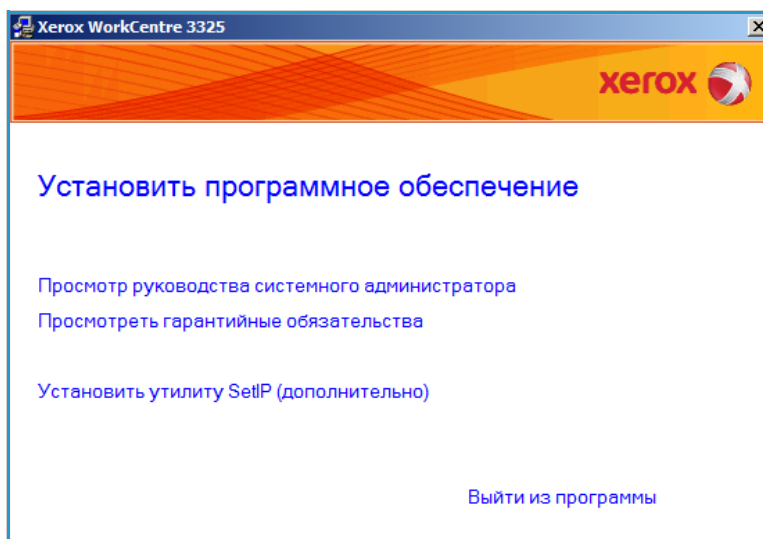 Xerox WorkCentre 3325
xerox
Установить программное обеспечение
Просмотр руководства системного администратора
Просмотреть гарантийные обязательства
Установить утилиту SetIP (дополнительно)
Выйти из программы